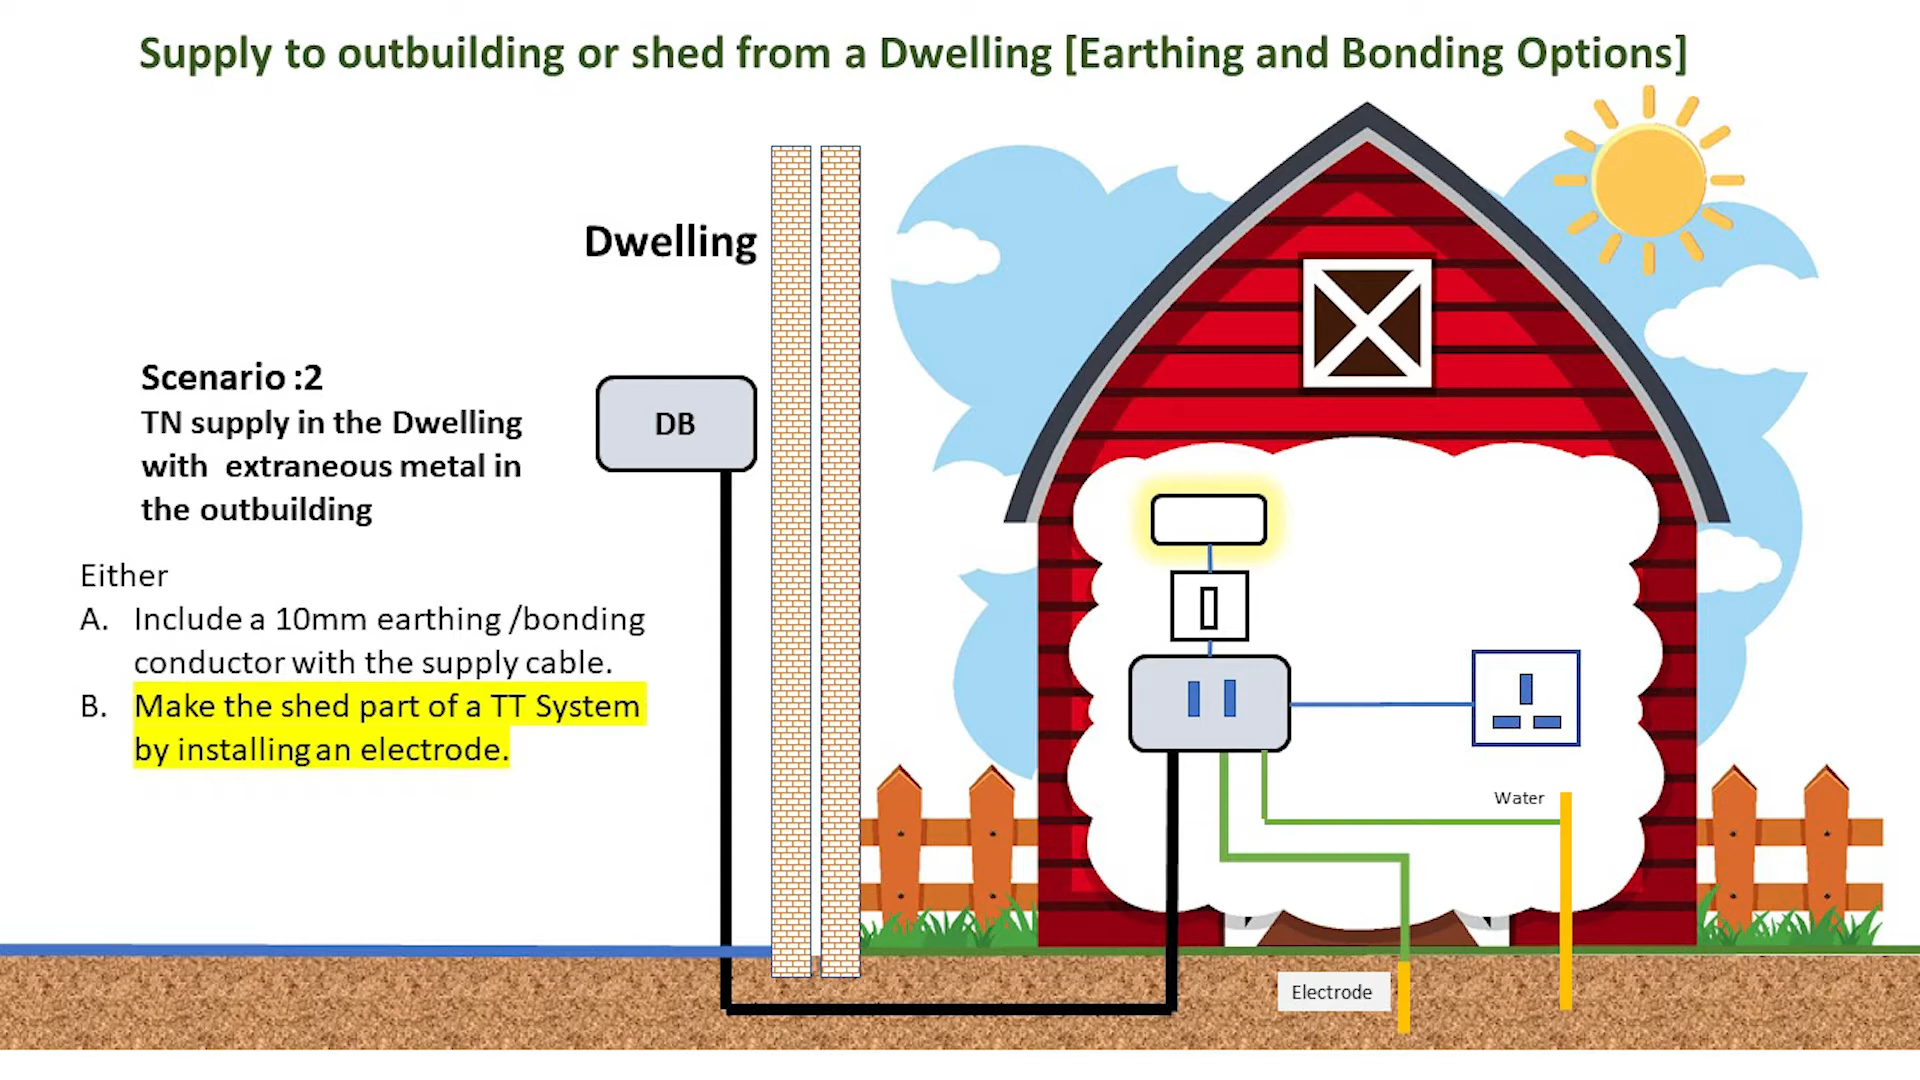 Supply to outbuilding or shed from a Dwelling [Earthing and Bonding Options]
Dwelling
Scenario :2
TN supply in the Dwelling
with extraneous metal in
the outbuilding
DB
Either
A. Include a 10mm earthing /bonding
conductor with the supply cable.
B. Make the shed part of a TT System
by installing an electrode.
Water
Electrode